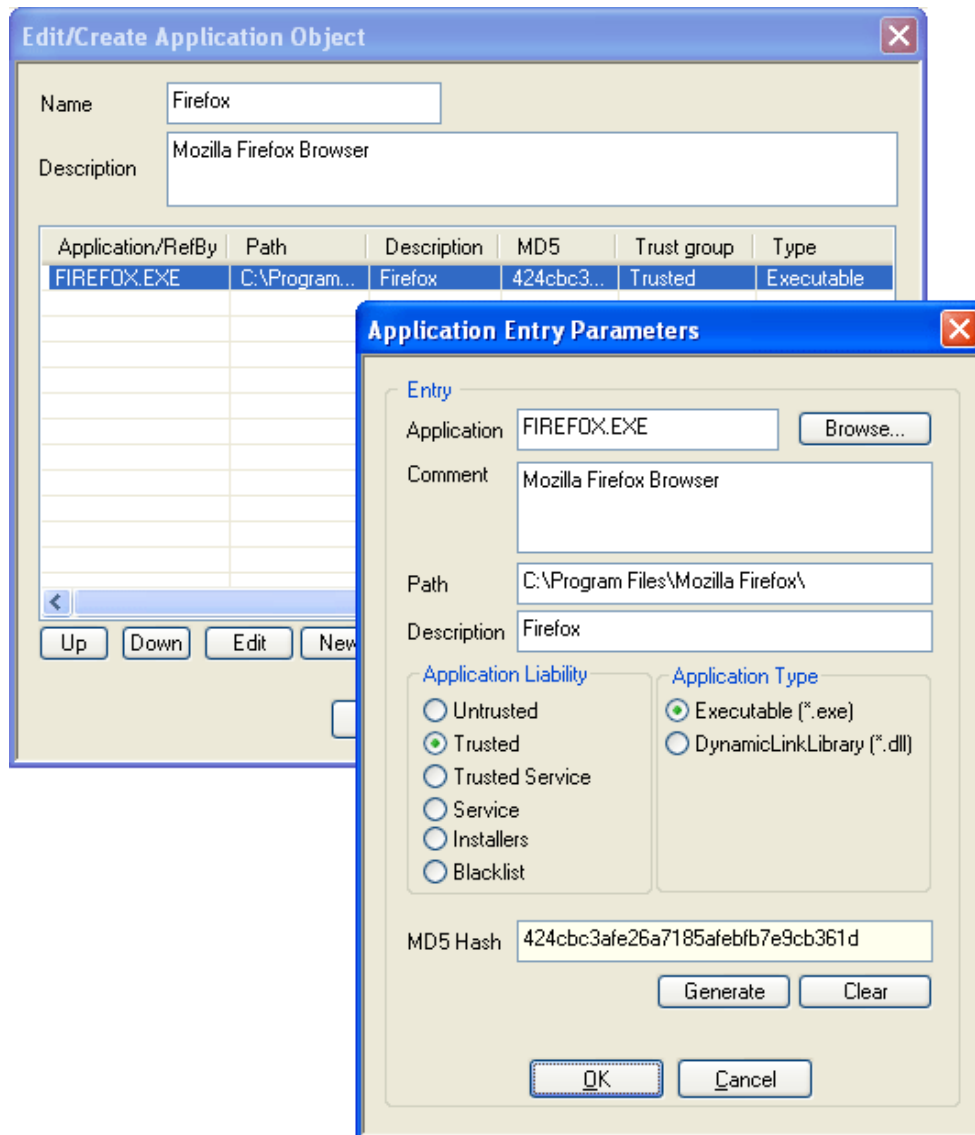 Edit/Create Application Object
Name Firefox
Description Mozilla Firefox Browser
Application/RefBy Path Description MD5 Trust group Type
FIREFOX.EXE C:\Program... Firefox 424cbc3... Trusted Executable
Up Down Edit New
Application Entry Parameters
Entry
Application FIREFOX.EXE Browse...
Comment Mozilla Firefox Browser
Path C:\Program Files\Mozilla Firefox\
Description Firefox
Application Liability Application Type
Untrusted Executable (*.exe)
Trusted DynamicLinkLibrary (*.dll)
Trusted Service
Service
Installers
Blacklist
MD5 Hash 424cbc3afe26a7185afebfb7e9cb361d
Generate Clear
OK Cancel